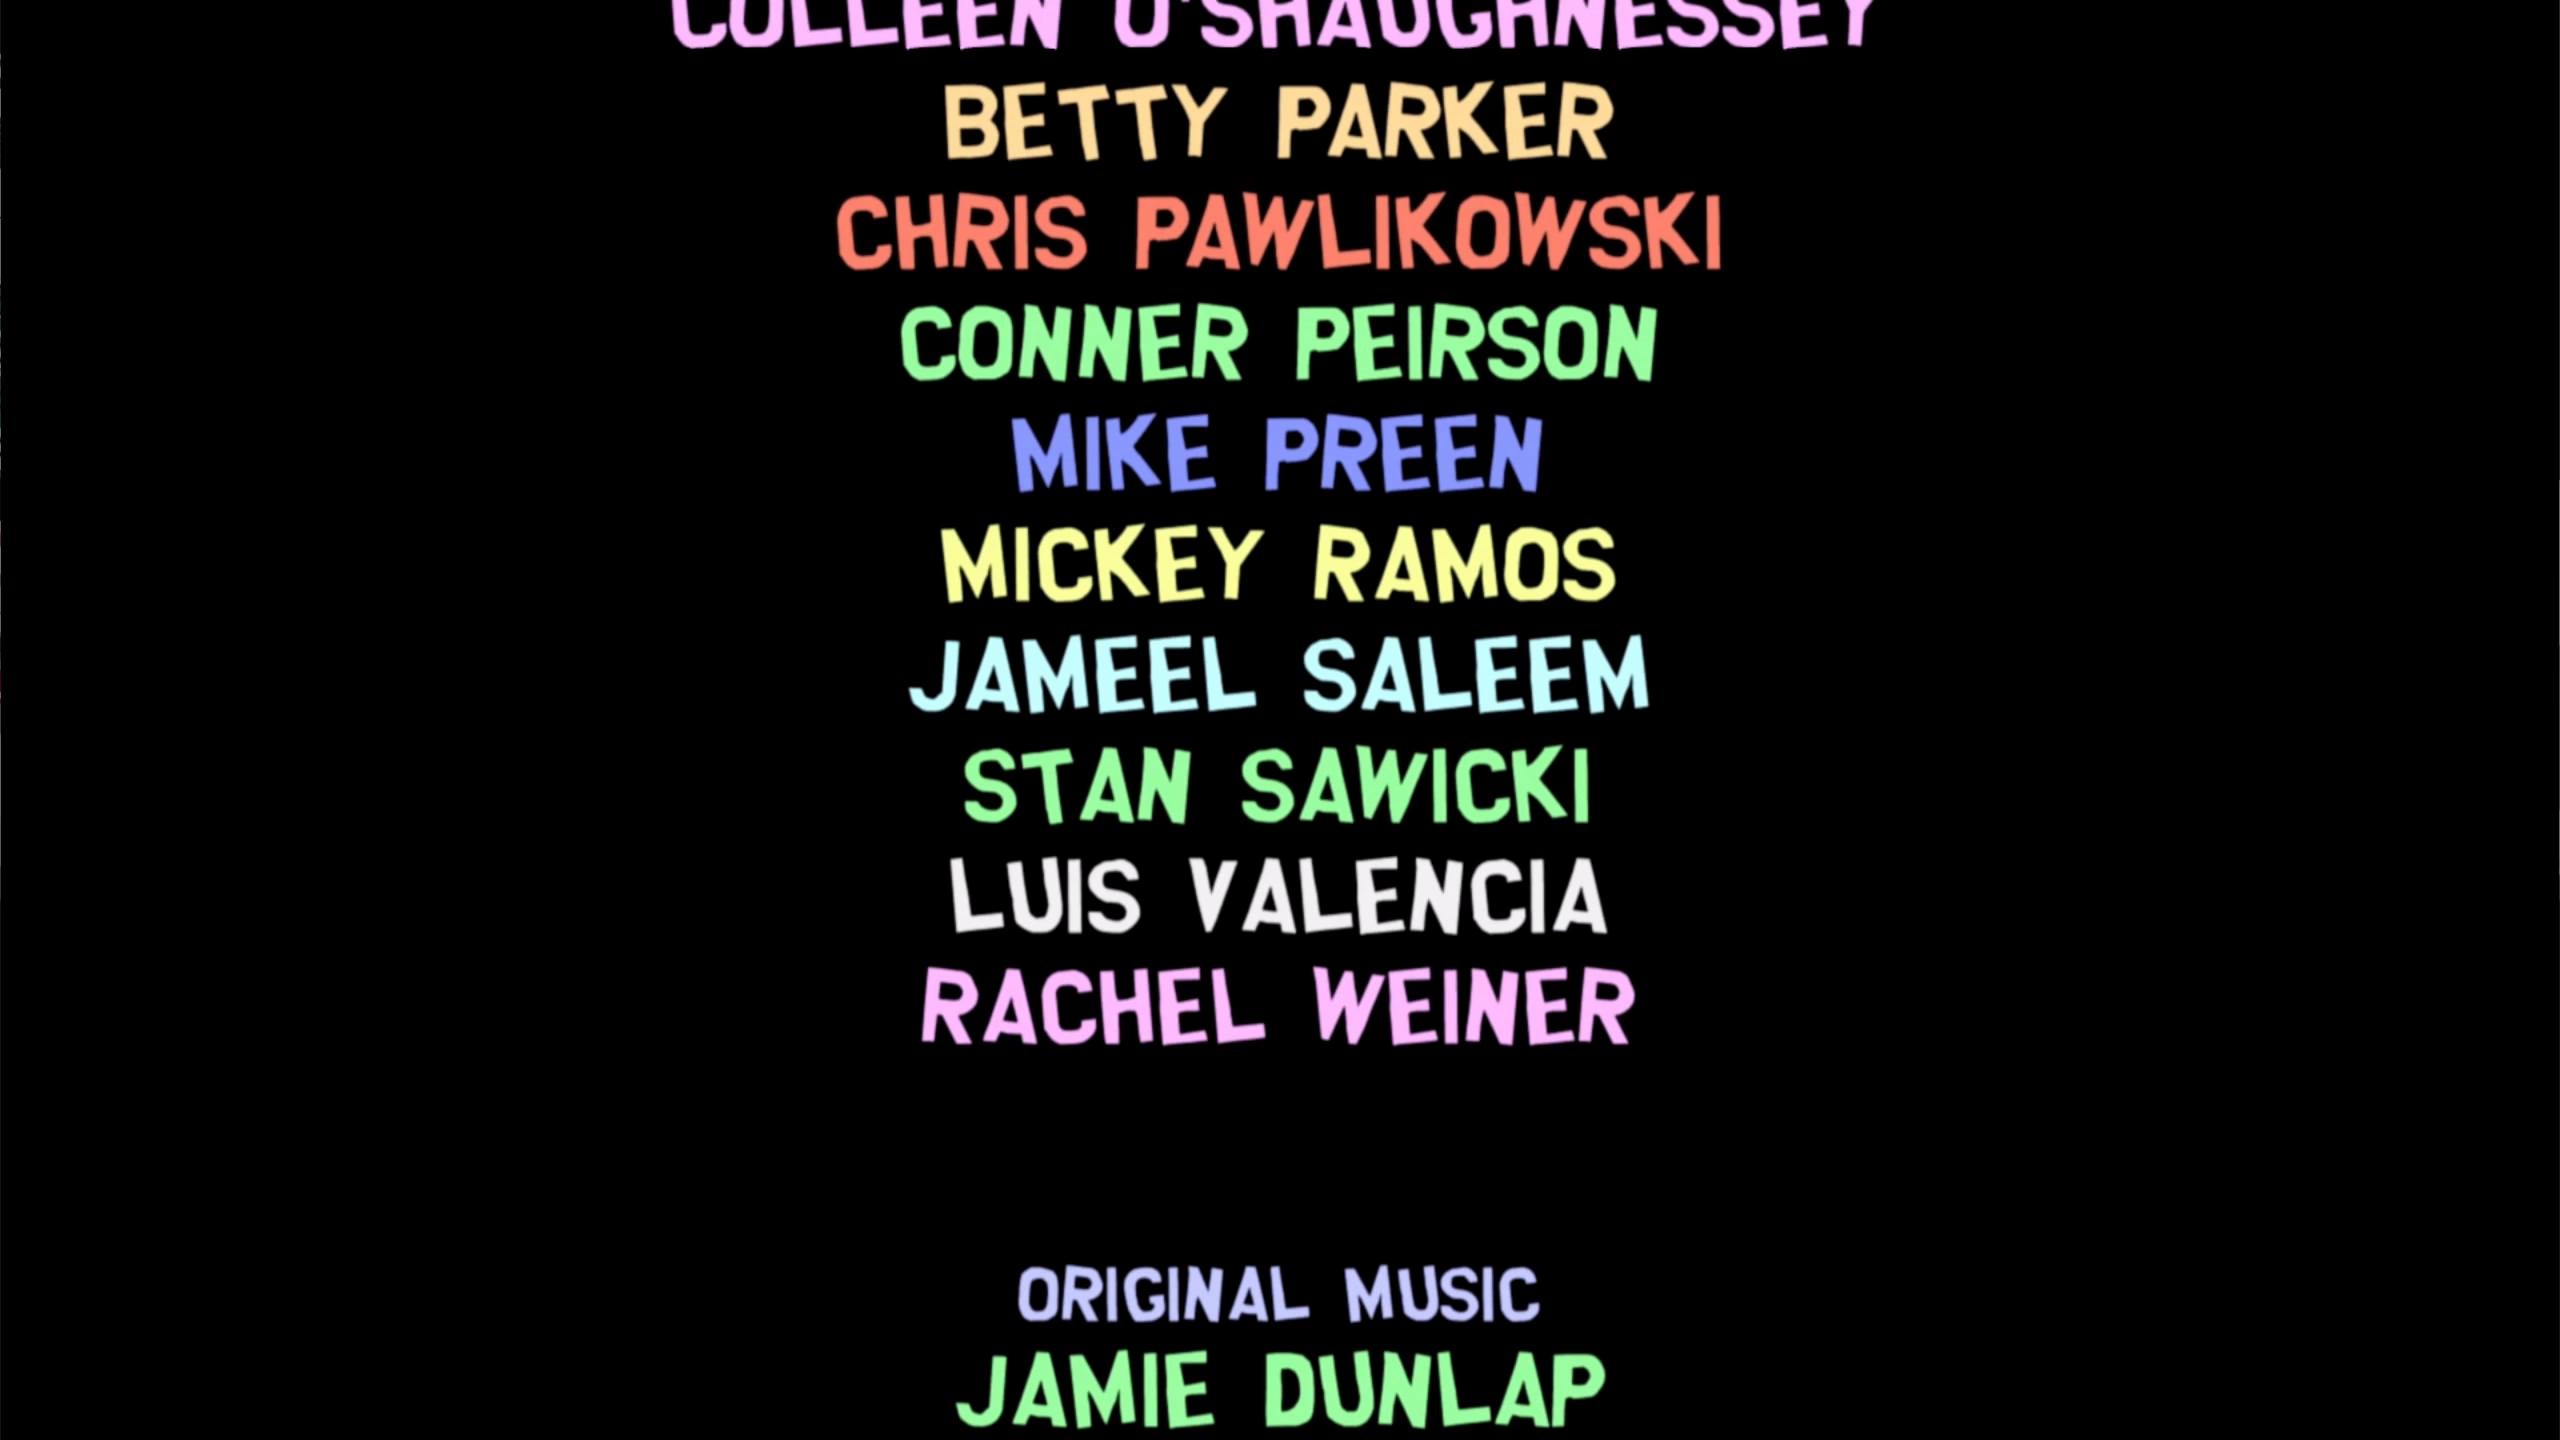 COLLEEN O'SHAUGHNESSEY
BETTY PARKER
CHRIS PAWLIKOWSKI
CONNER PEIRSON
MIKE PREEN
MICKEY RAMOS
JAMEEL SALEEM
STAN SAWICKI
LUIS VALENCIA
RACHEL WEINER
ORIGINAL MUSIC
JAMIE DUNLAP